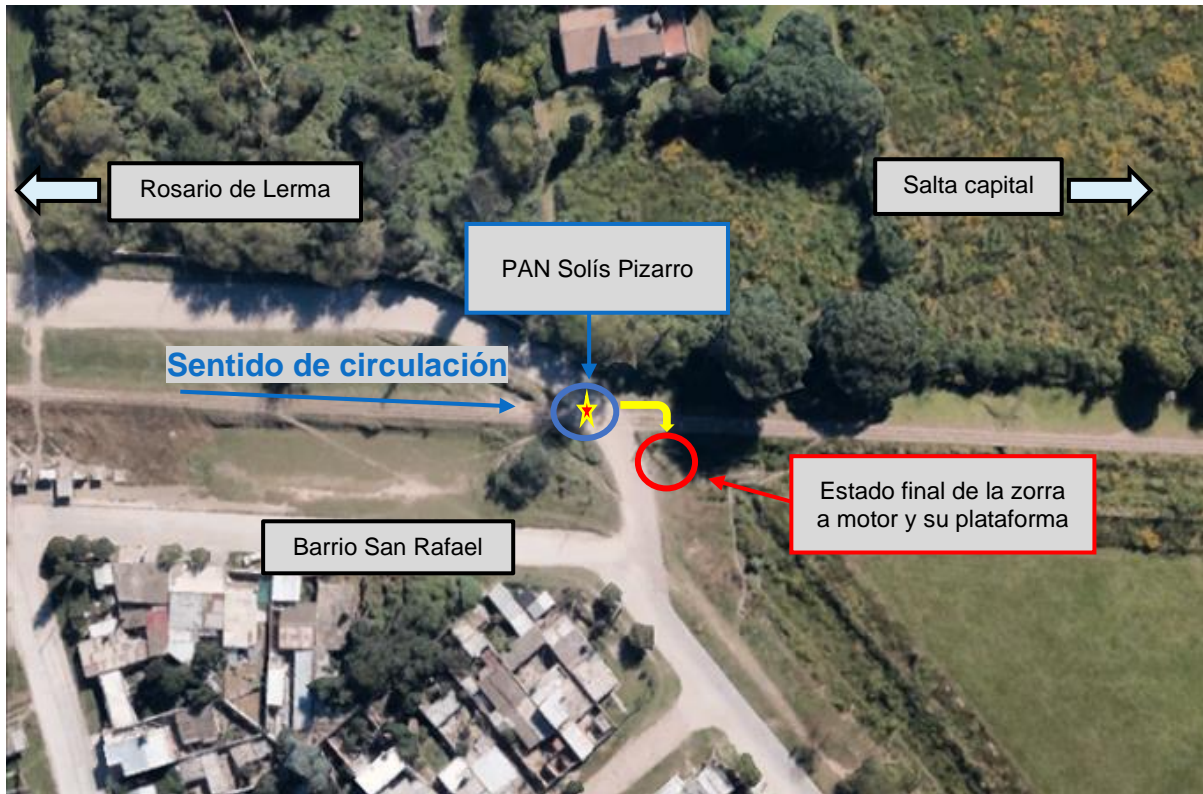 Rosario de Lerma
Salta capital
PAN Solís Pizarro
Sentido de circulación
Estado final de la zorra
a motor y su plataforma
Barrio San Rafael